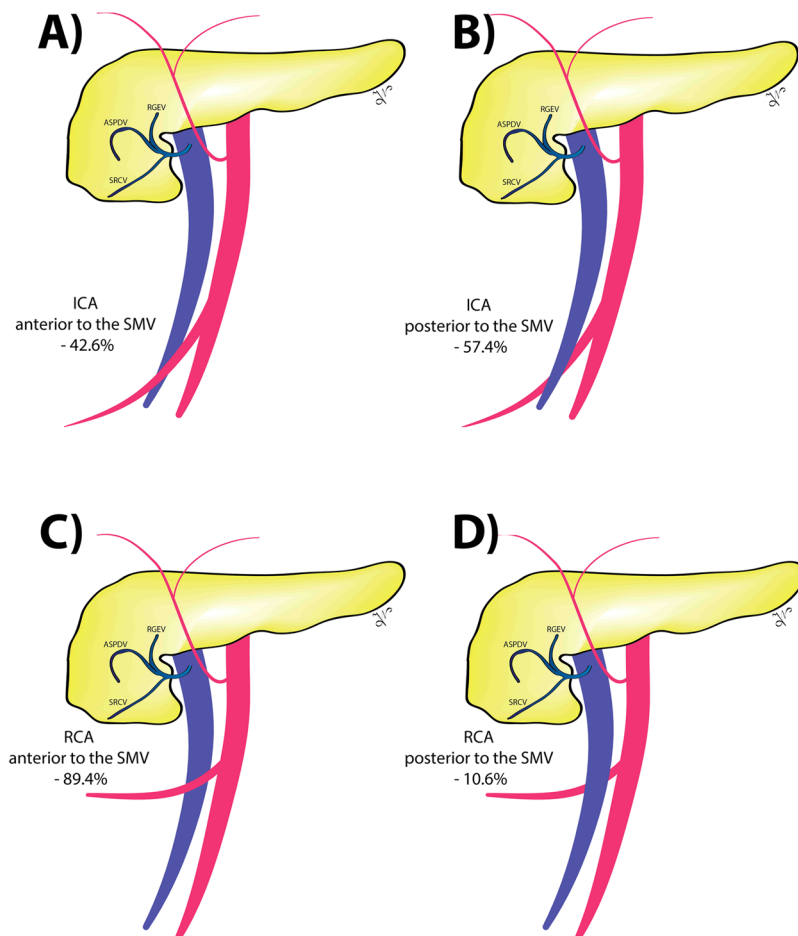 A)
RGEV
ASPDV
SRCV
ICA
anterior to the SMV
- 42.6%
B)
RGEV
ASPDV
SRCV
ICA
posterior to the SMV
- 57.4%
C)
RGEV
ASPDV
SRCV
RCA
anterior to the SMV
- 89.4%
D)
RGEV
ASPDV
SRCV
RCA
posterior to the SMV
- 10.6%